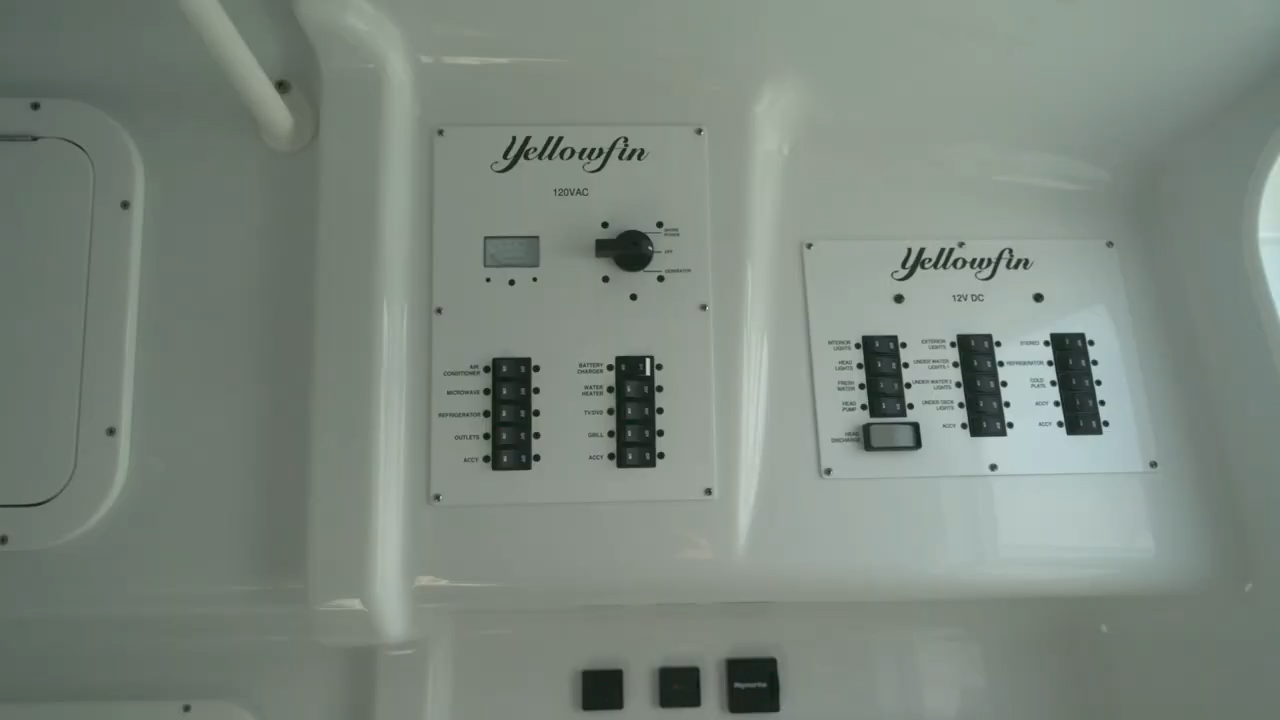 Yellowfin
120VAC
SHORE
POWER
OFF
GENERATOR
AIR
CONDITIONER
MICROWAVE
REFRIGERATOR
OUTLETS
ACCY
BATTERY
CHARGER
WATER
HEATER
TV/DVD
GRILL
ACCY
Yellowfin
12V DC
INTERIOR
LIGHTS
HEAD
LIGHTS
FRESH
WATER
HEAD
PUMP
HEAD
DISCHARGE
EXTERIOR
LIGHTS
UNDER WATER
LIGHTS 1
UNDER WATER 2
LIGHTS
UNDER DECK
LIGHTS
ACCY
STEREO
REFRIGERATOR
COLD
PLATE
ACCY
ACCY
Raymarine